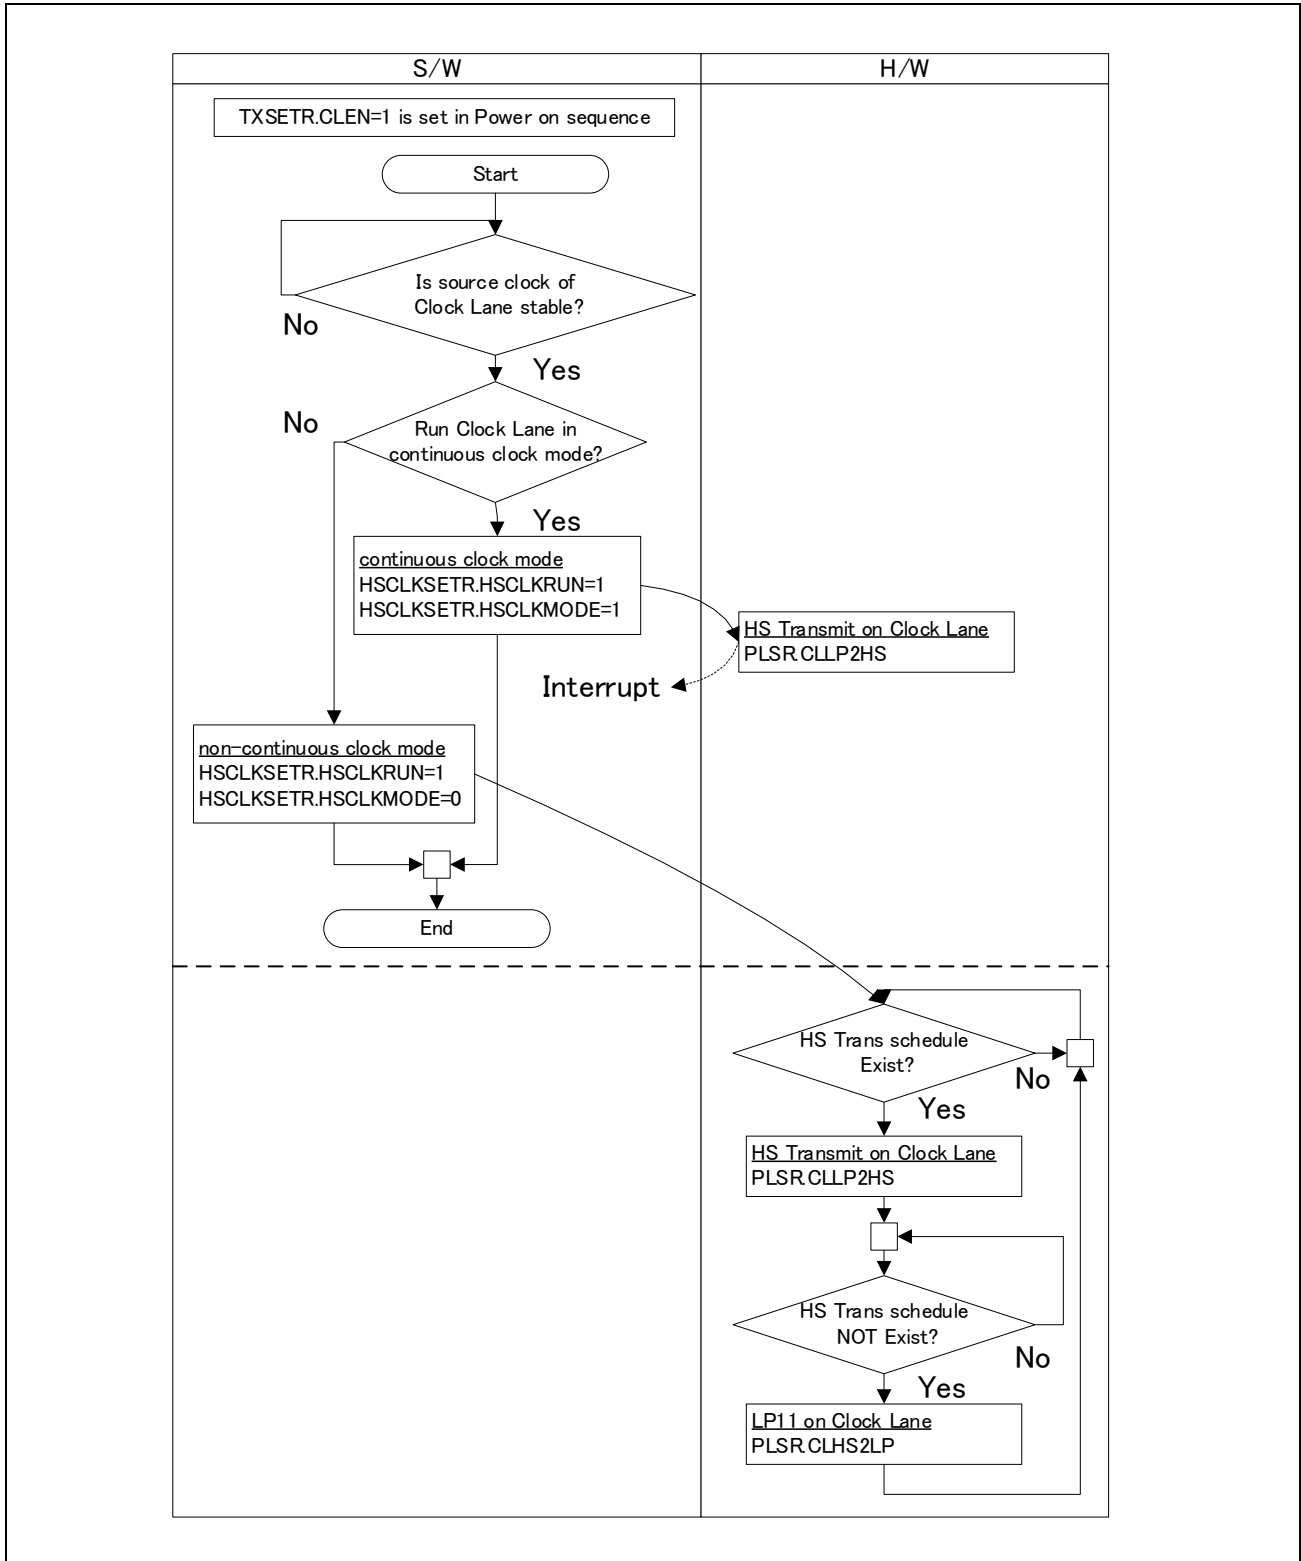 S/W
H/W
TXSETR.CLEN=1 is set in Power on sequence
Start
Is source clock of
Clock Lane stable?
No
Yes
No
Run Clock Lane in
continuous clock mode?
Yes
continuous clock mode
HSCLKSETR.HSCLKRUN=1
HSCLKSETR.HSCLKMODE=1
HS Transmit on Clock Lane
PLSR.CLLP2HS
Interrupt
non-continuous clock mode
HSCLKSETR.HSCLKRUN=1
HSCLKSETR.HSCLKMODE=0
End
HS Trans schedule
Exist?
No
Yes
HS Transmit on Clock Lane
PLSR.CLLP2HS
HS Trans schedule
NOT Exist?
No
Yes
LP11 on Clock Lane
PLSR.CLHS2LP